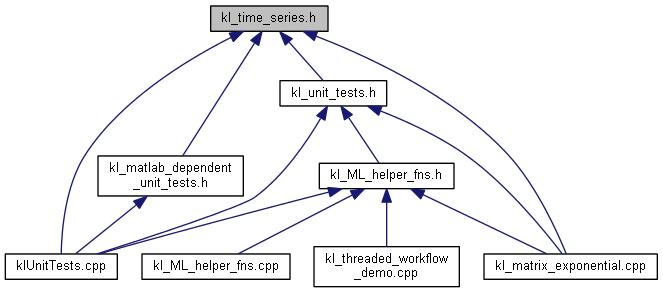 kl_time_series.h
kl_unit_tests.h
kl_matlab_dependent
_unit_tests.h
kl_ML_helper_fns.h
klUnitTests.cpp
kl_ML_helper_fns.cpp
kl_threaded_workflow
_demo.cpp
kl_matrix_exponential.cpp